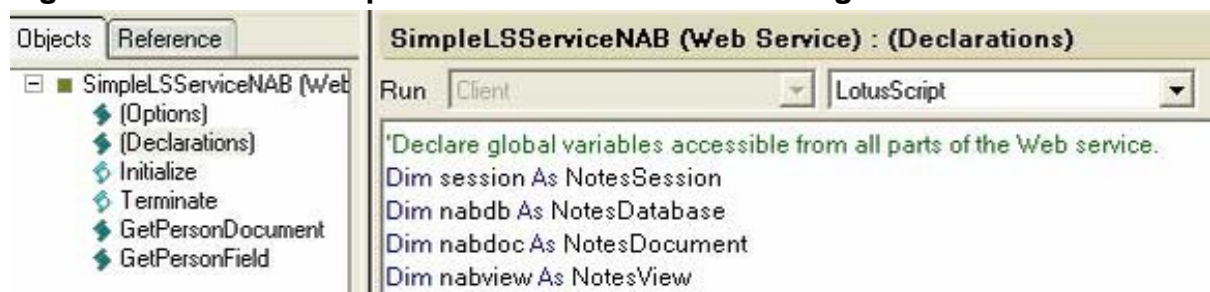 Objects Reference
SimpleLSServiceNAB (Web
(Options)
(Declarations)
Initialize
Terminate
GetPersonDocument
GetPersonField
SimpleLSServiceNAB (Web Service) : (Declarations)
Run Client LotusScript
'Declare global variables accessible from all parts of the Web service.
Dim session As NotesSession
Dim nabdb As NotesDatabase
Dim nabdoc As NotesDocument
Dim nabview As NotesView